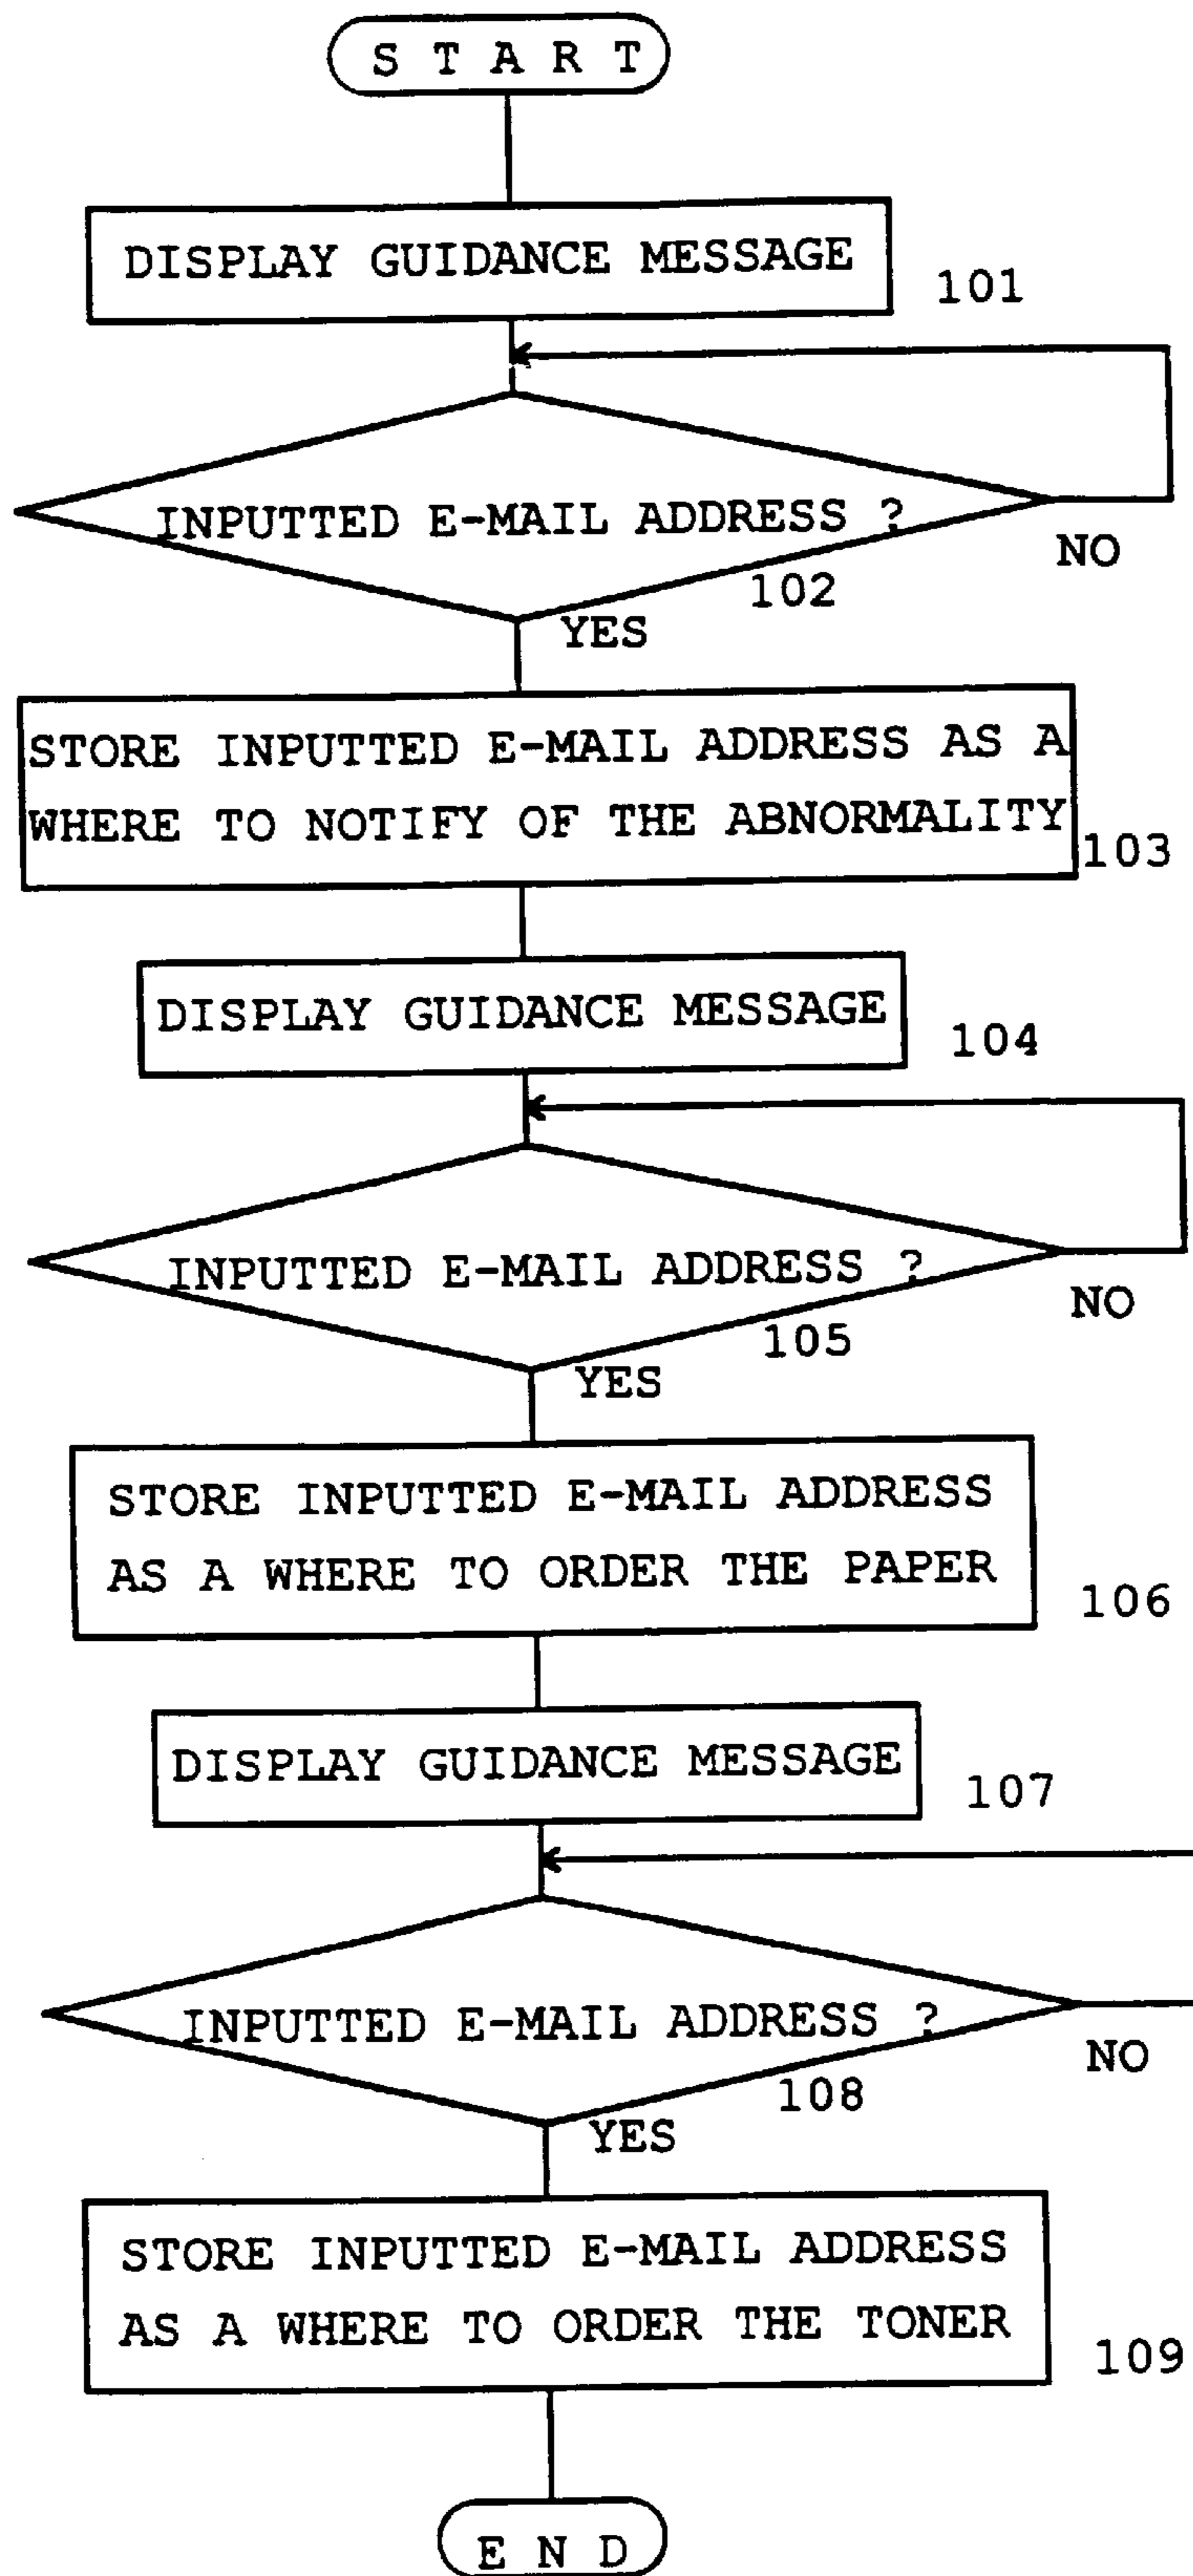 START
DISPLAY GUIDANCE MESSAGE
101
INPUTTED E-MAIL ADDRESS ?
NO
102
YES
STORE INPUTTED E-MAIL ADDRESS AS A
WHERE TO NOTIFY OF THE ABNORMALITY
103
DISPLAY GUIDANCE MESSAGE
104
INPUTTED E-MAIL ADDRESS ?
NO
105
YES
STORE INPUTTED E-MAIL ADDRESS
AS A WHERE TO ORDER THE PAPER
106
DISPLAY GUIDANCE MESSAGE
107
INPUTTED E-MAIL ADDRESS ?
NO
108
YES
STORE INPUTTED E-MAIL ADDRESS
AS A WHERE TO ORDER THE TONER
109
END